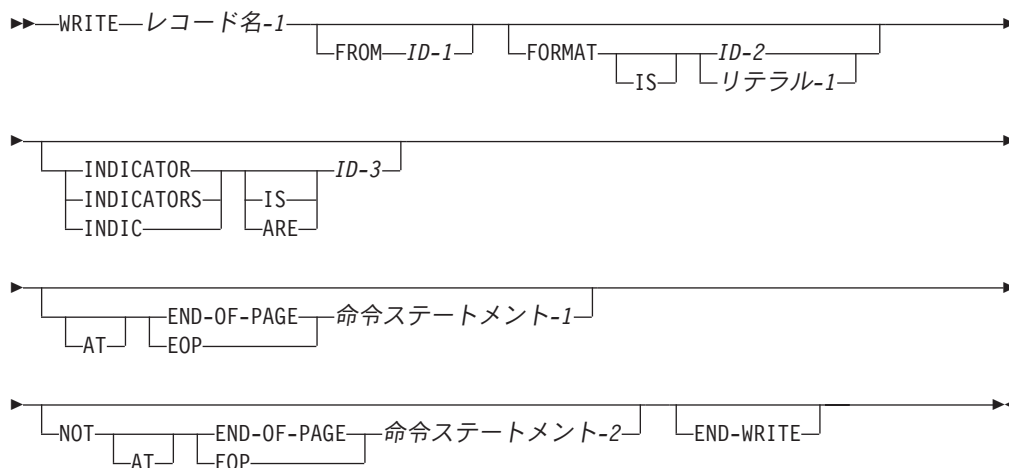 WRITE レコード名-1
FROM ID-1 FORMAT ID-2
IS リテラル-1
INDICATOR ID-3
INDICATORS IS
INDIC ARE
END-OF-PAGE 命令ステートメント-1
AT EOP
NOT END-OF-PAGE 命令ステートメント-2 END-WRITE
AT EOP